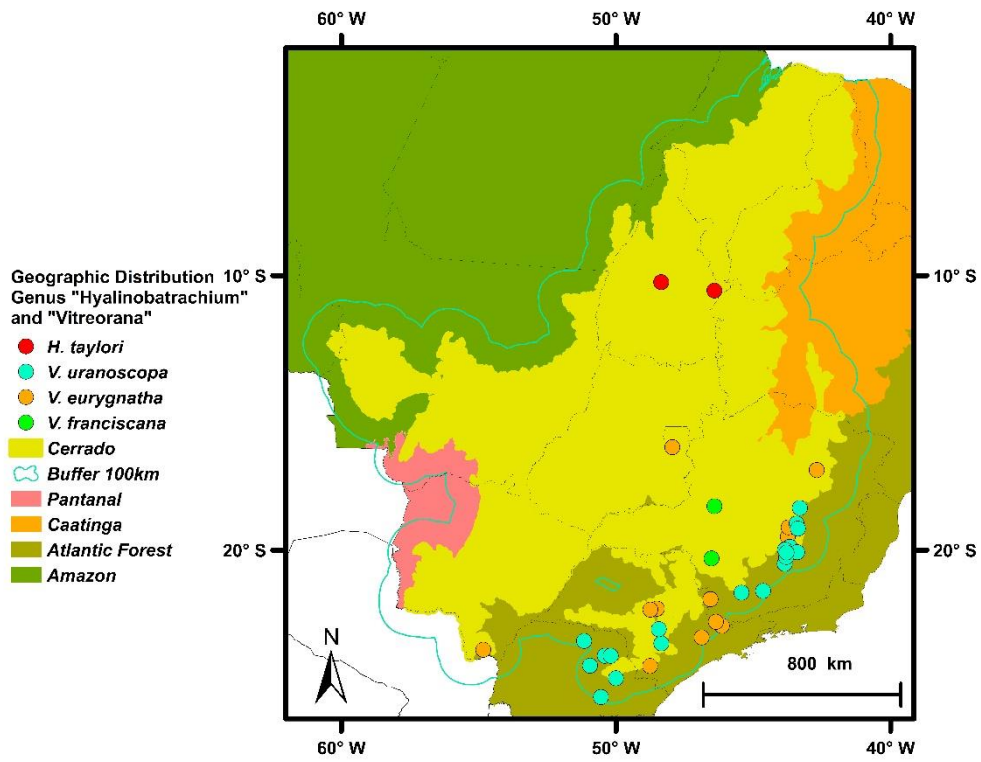 60° W 50° W 40° W
10° S 10° S
Geographic Distribution
Genus "Hyalinobatrachium"
and "Vitreorana"
H. taylori
V. uranoscopa
V. eurygnatha
V. franciscana
Cerrado
Buffer 100km
Pantanal
Caatinga
Atlantic Forest
Amazon
20° S 20° S
N
800 km
60° W 50° W 40° W